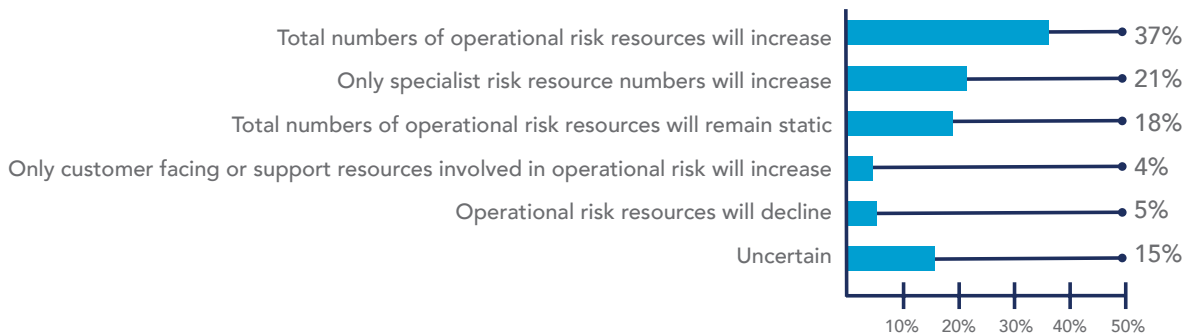 Total numbers of operational risk resources will increase 37%
Only specialist risk resource numbers will increase 21%
Total numbers of operational risk resources will remain static 18%
Only customer facing or support resources involved in operational risk will increase 4%
Operational risk resources will decline 5%
Uncertain 15%
10% 20% 30% 40% 50%